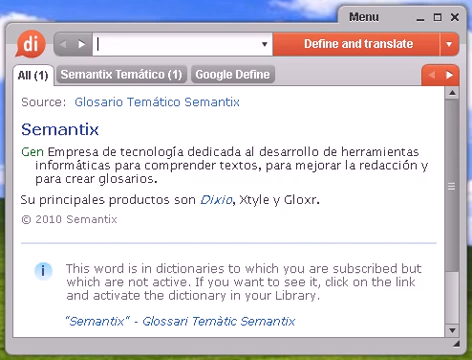 Menu
di
Define and translate
All (1)
Semantix Temático (1)
Google Define
Source: Glosario Temático Semantix
Semantix
Gen Empresa de tecnología dedicada al desarrollo de herramientas
informáticas para comprender textos, para mejorar la redacción y
para crear glosarios.
Su principales productos son Dixio, Xtyle y Gloxr.
© 2010 Semantix
i
This word is in dictionaries to which you are subscribed but
which are not active. If you want to see it, click on the link
and activate the dictionary in your Library.
"Semantix" - Glossari Temàtic Semantix